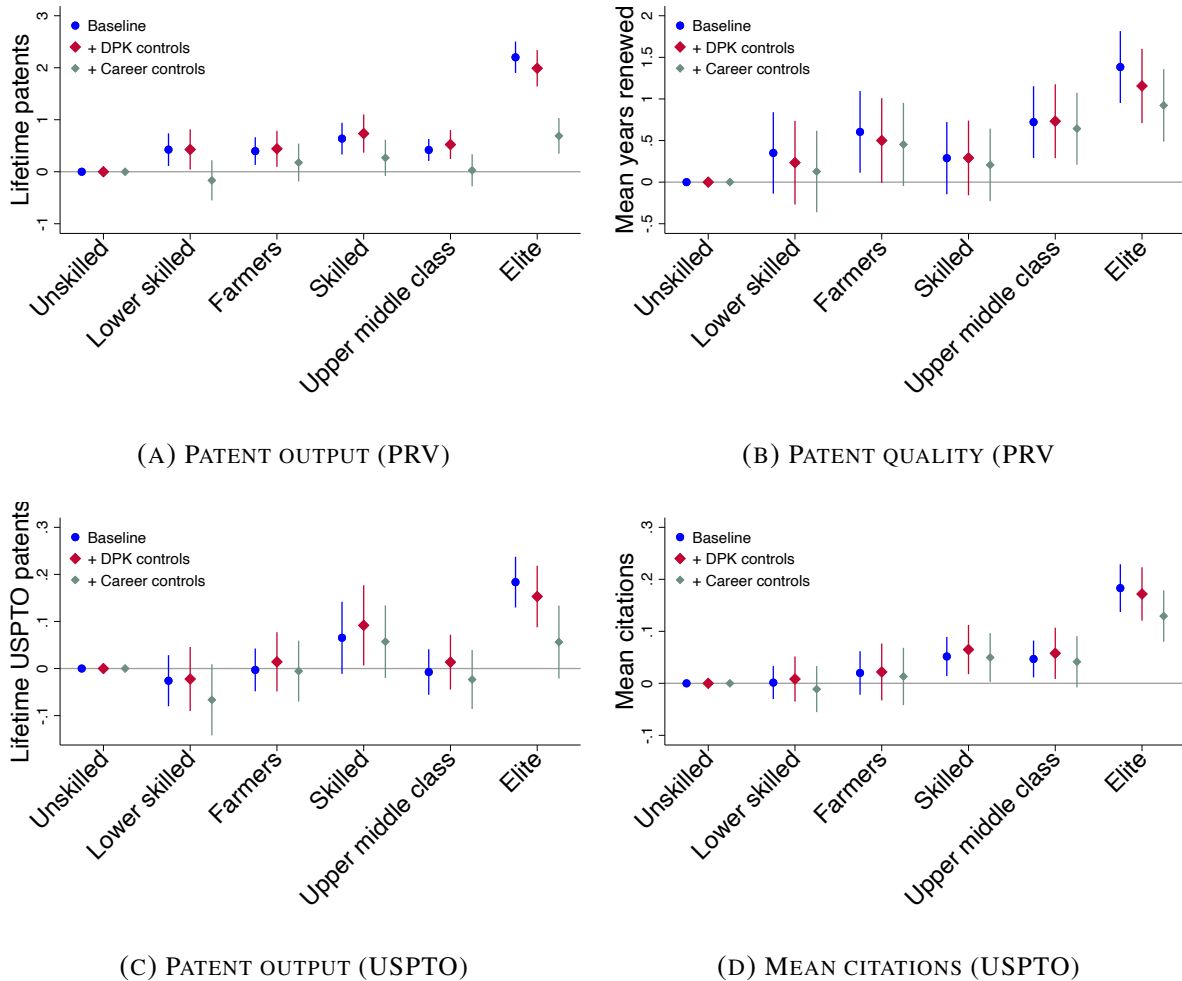 Lifetime patents
3
2
1
0
-1
Baseline
+ DPK controls
+ Career controls
Unskilled
Lower skilled
Farmers
Skilled
Upper middle class
Elite
(A) PATENT OUTPUT (PRV)
Mean years renewed
2
1.5
1
.5
0
-.5
Baseline
+ DPK controls
+ Career controls
Unskilled
Lower skilled
Farmers
Skilled
Upper middle class
Elite
(B) PATENT QUALITY (PRV
Lifetime USPTO patents
.3
.2
.1
0
-.1
Baseline
+ DPK controls
+ Career controls
Unskilled
Lower skilled
Farmers
Skilled
Upper middle class
Elite
(C) PATENT OUTPUT (USPTO)
Mean citations
.3
.2
.1
0
-.1
Baseline
+ DPK controls
+ Career controls
Unskilled
Lower skilled
Farmers
Skilled
Upper middle class
Elite
(D) MEAN CITATIONS (USPTO)